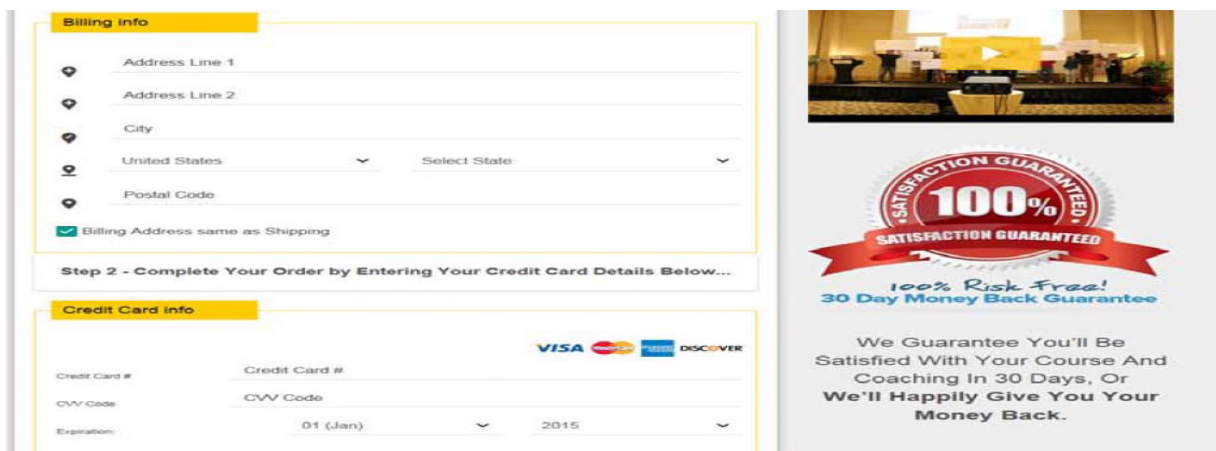 Billing info
Address Line 1
Address Line 2
City
United States
Select State
Postal Code
Billing Address same as Shipping
Step 2 - Complete Your Order by Entering Your Credit Card Details Below...
Credit Card info
VISA MasterCard DISCOVER
Credit Card #
Credit Card #
CVV Code
CVV Code
Expiration:
01 (Jan)
2015
SATISFACTION GUARANTEED
100%
SATISFACTION GUARANTEED
100% Risk Free!
30 Day Money Back Guarantee
We Guarantee You'll Be
Satisfied With Your Course And
Coaching In 30 Days, Or
We'll Happily Give You Your
Money Back.